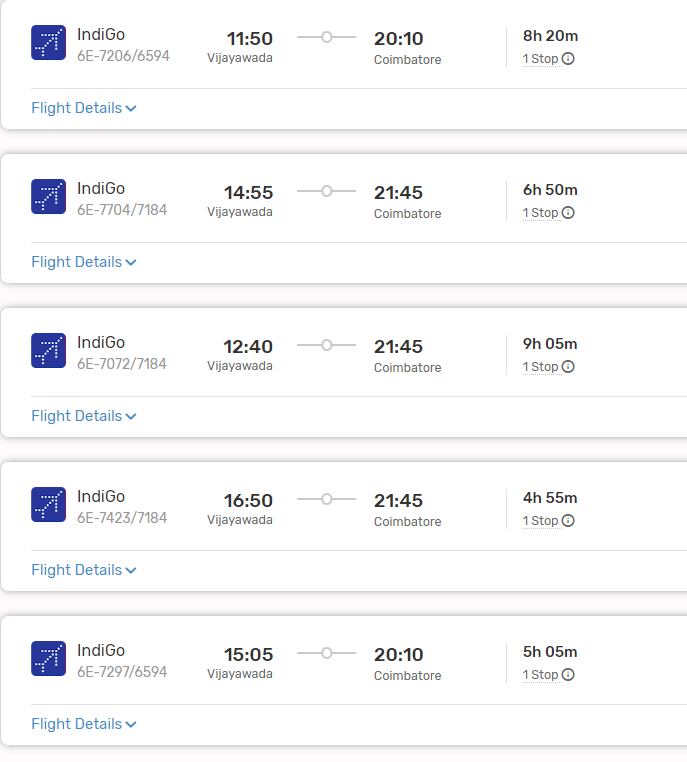 IndiGo
6E-7206/6594
11:50
Vijayawada
20:10
Coimbatore
8h 20m
1 Stop
Flight Details
IndiGo
6E-7704/7184
14:55
Vijayawada
21:45
Coimbatore
6h 50m
1 Stop
Flight Details
IndiGo
6E-7072/7184
12:40
Vijayawada
21:45
Coimbatore
9h 05m
1 Stop
Flight Details
IndiGo
6E-7423/7184
16:50
Vijayawada
21:45
Coimbatore
4h 55m
1 Stop
Flight Details
IndiGo
6E-7297/6594
15:05
Vijayawada
20:10
Coimbatore
5h 05m
1 Stop
Flight Details